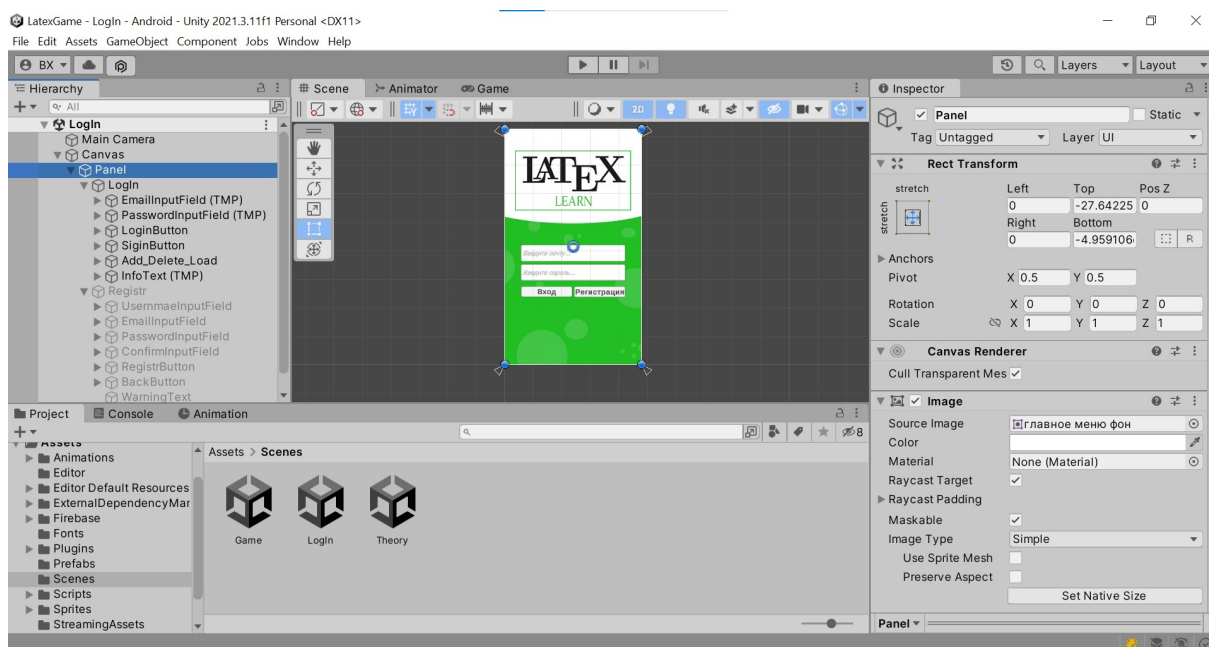 LatexGame - LogIn - Android - Unity 2021.3.11f1 Personal <DX11>
File Edit Assets GameObject Component Jobs Window Help
BX
Layers
Layout
Hierarchy
All
LogIn
Main Camera
Canvas
Panel
LogIn
EmailInputField (TMP)
PasswordInputField (TMP)
LoginButton
SiginButton
Add_Delete_Load
InfoText (TMP)
Registr
UsernmaeInputField
EmailInputField
PasswordInputField
ConfirmInputField
RegistrButton
BackButton
WarningText
Scene
Animator
Game
2D
LATEX
LEARN
Введите почту...
Введите пароль...
Вход
Регистрация
Inspector
Panel
Static
Tag Untagged
Layer UI
Rect Transform
stretch
stretch
Left Top Pos Z
0 -27.64225 0
Right Bottom
0 -4.959106
R
Anchors
Pivot X 0.5 Y 0.5
Rotation X 0 Y 0 Z 0
Scale X 1 Y 1 Z 1
Canvas Renderer
Cull Transparent Mes
Image
Source Image главное меню фон
Color
Material None (Material)
Raycast Target
Raycast Padding
Maskable
Image Type Simple
Use Sprite Mesh
Preserve Aspect
Set Native Size
Panel
Project
Console
Animation
8
Assets
Animations
Editor
Editor Default Resources
ExternalDependencyMar
Firebase
Fonts
Plugins
Prefabs
Scenes
Scripts
Sprites
StreamingAssets
Assets > Scenes
Game
LogIn
Theory